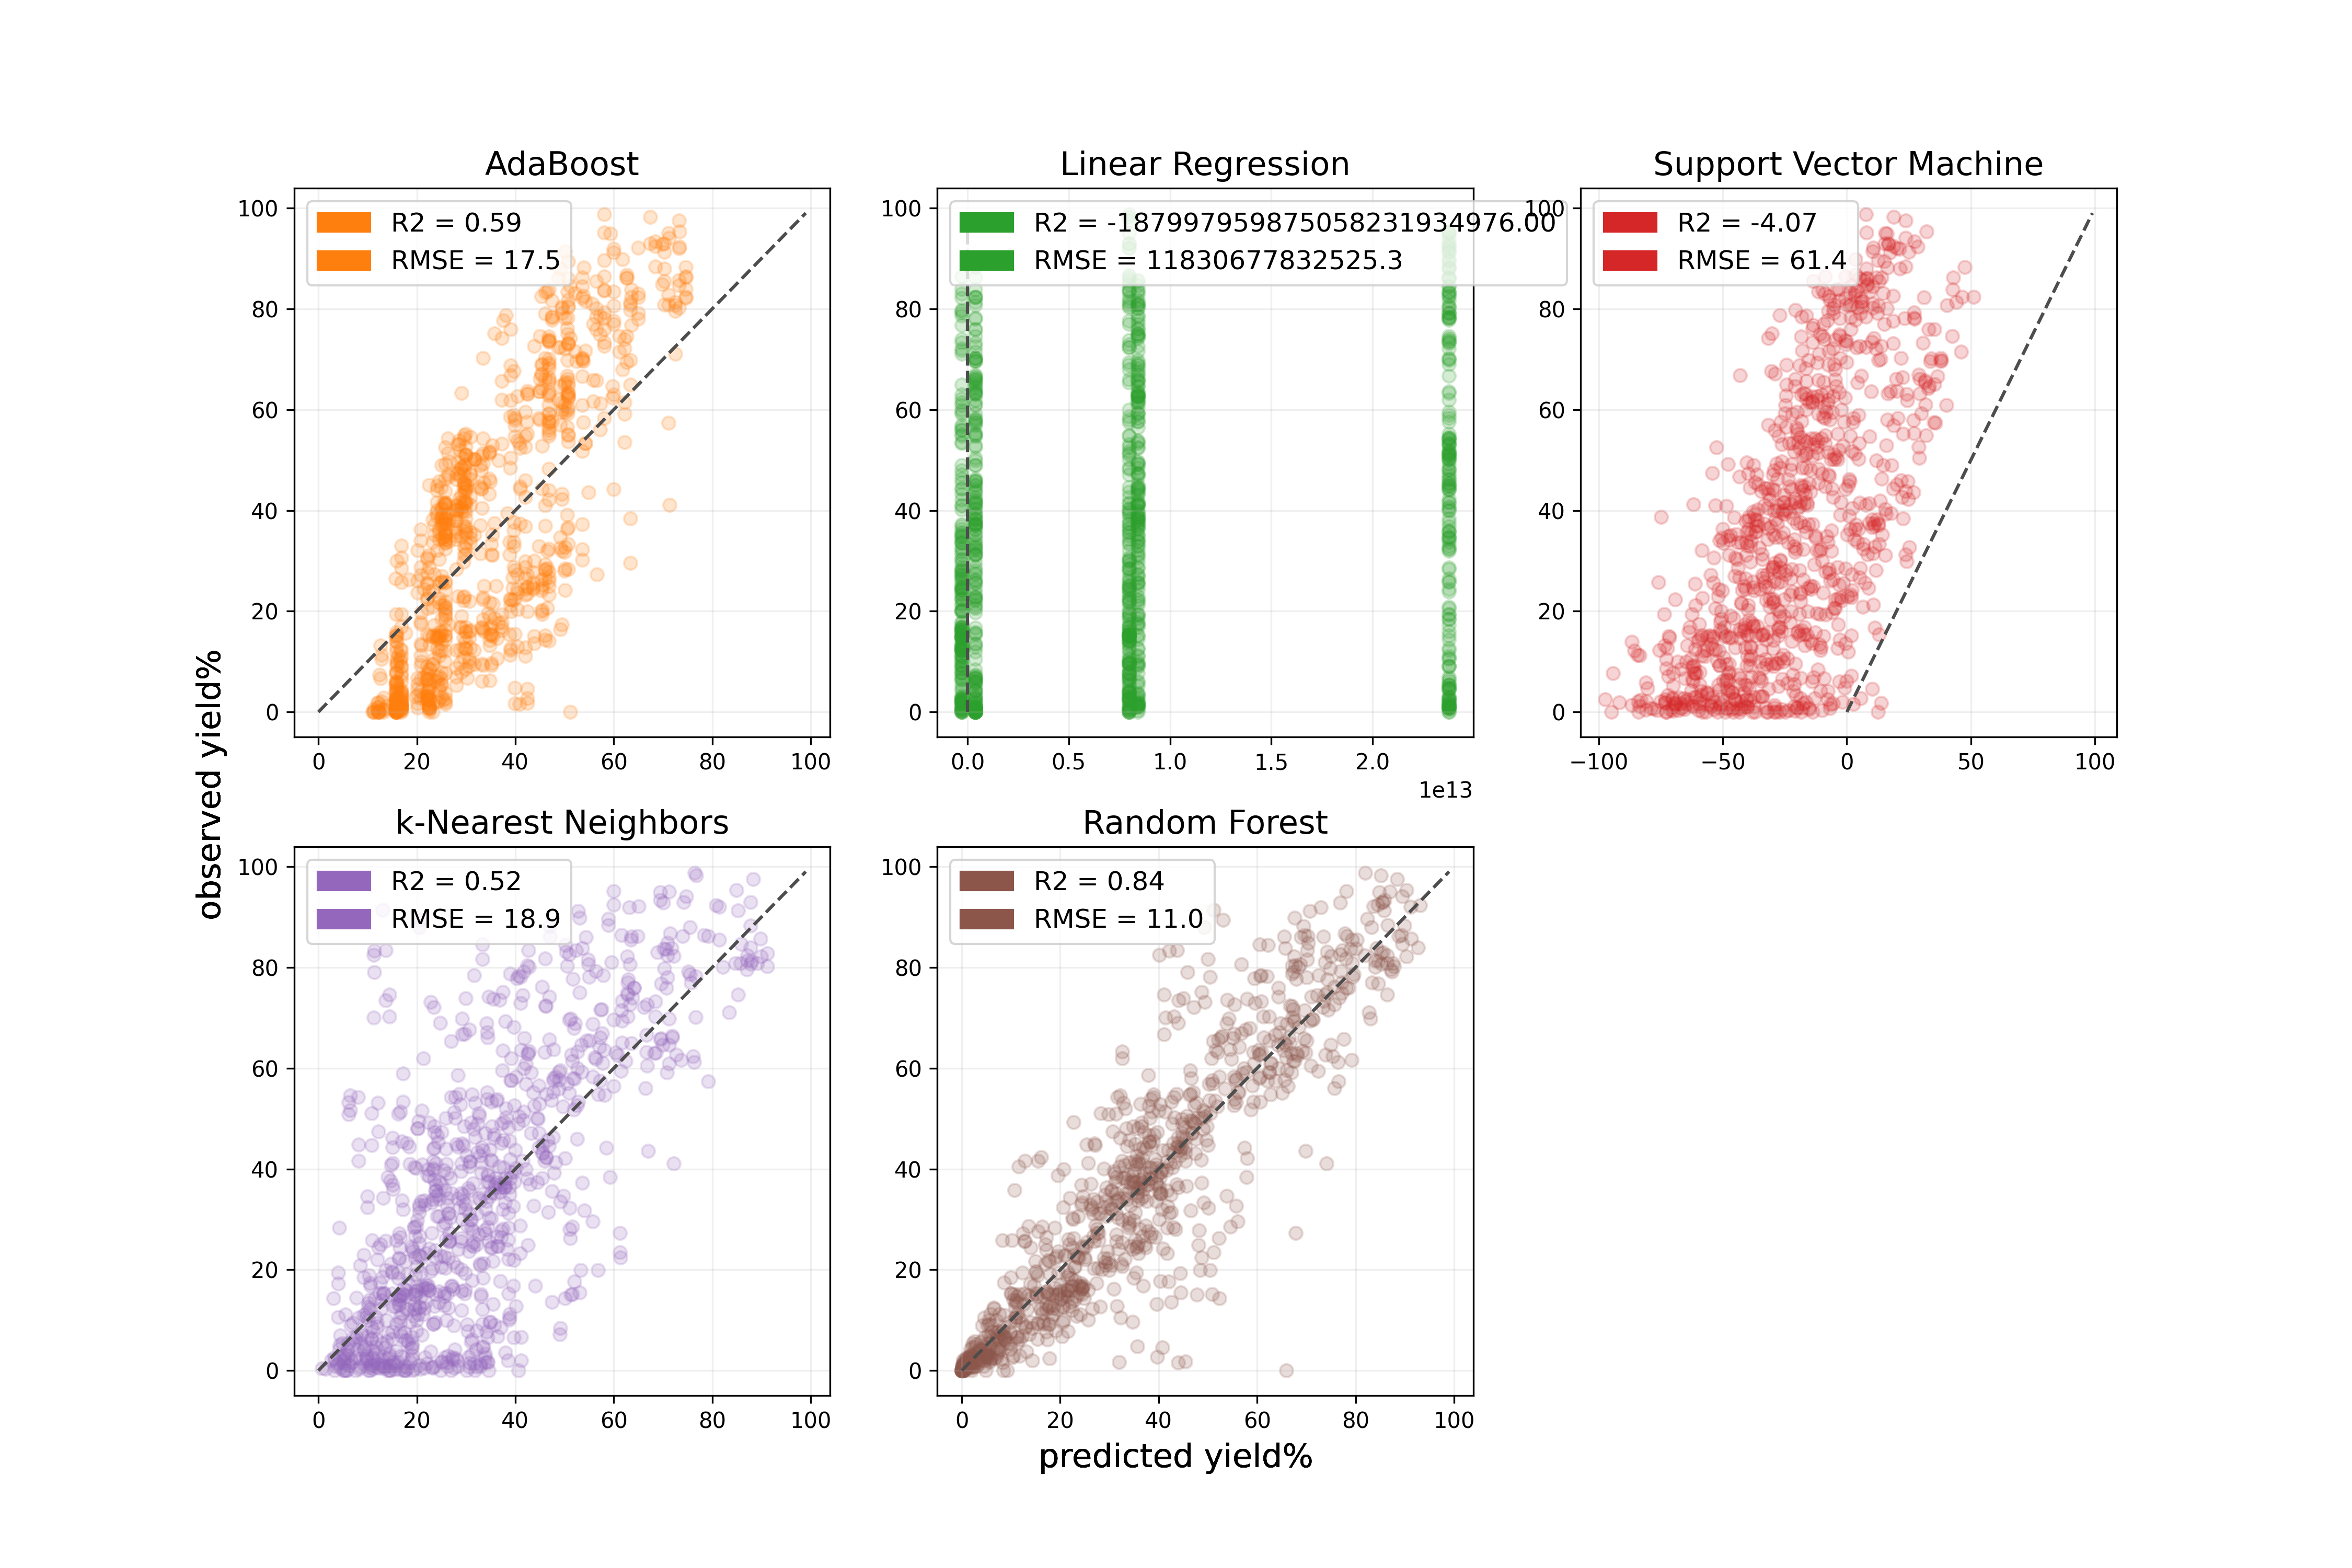 AdaBoost
R2 = 0.59
RMSE = 17.5
100
80
60
40
20
0
0 20 40 60 80 100
Linear Regression
R2 = -187997959875058231934976.00
RMSE = 11830677832525.3
100
80
60
40
20
0
0.0 0.5 1.0 1.5 2.0
1e13
Support Vector Machine
R2 = -4.07
RMSE = 61.4
100
80
60
40
20
0
−100 −50 0 50 100
observed yield%
k-Nearest Neighbors
R2 = 0.52
RMSE = 18.9
100
80
60
40
20
0
0 20 40 60 80 100
Random Forest
R2 = 0.84
RMSE = 11.0
100
80
60
40
20
0
0 20 40 60 80 100
predicted yield%